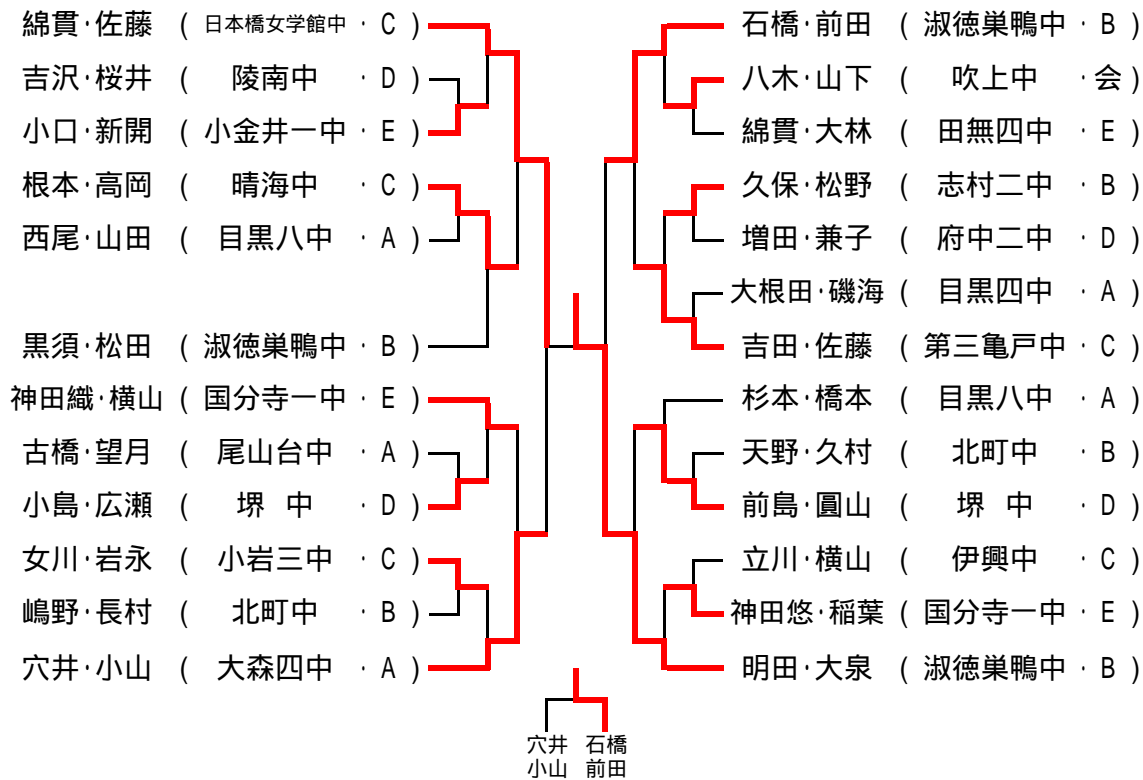 綿貫・佐藤 ( 日本橋女学館中 ・ C )
吉沢・桜井 ( 陵南中 ・ D )
小口・新開 ( 小金井一中 ・ E )
根本・高岡 ( 晴海中 ・ C )
西尾・山田 ( 目黒八中 ・ A )
黒須・松田 ( 淑徳巣鴨中 ・ B )
神田織・横山 ( 国分寺一中 ・ E )
古橋・望月 ( 尾山台中 ・ A )
小島・広瀬 ( 堺 中 ・ D )
女川・岩永 ( 小岩三中 ・ C )
嶋野・長村 ( 北町中 ・ B )
穴井・小山 ( 大森四中 ・ A )
石橋・前田 ( 淑徳巣鴨中 ・ B )
八木・山下 ( 吹上中 ・ 会 )
綿貫・大林 ( 田無四中 ・ E )
久保・松野 ( 志村二中 ・ B )
増田・兼子 ( 府中二中 ・ D )
大根田・磯海 ( 目黒四中 ・ A )
吉田・佐藤 ( 第三亀戸中 ・ C )
杉本・橋本 ( 目黒八中 ・ A )
天野・久村 ( 北町中 ・ B )
前島・圓山 ( 堺 中 ・ D )
立川・横山 ( 伊興中 ・ C )
神田悠・稲葉 ( 国分寺一中 ・ E )
明田・大泉 ( 淑徳巣鴨中 ・ B )
穴井 石橋
小山 前田